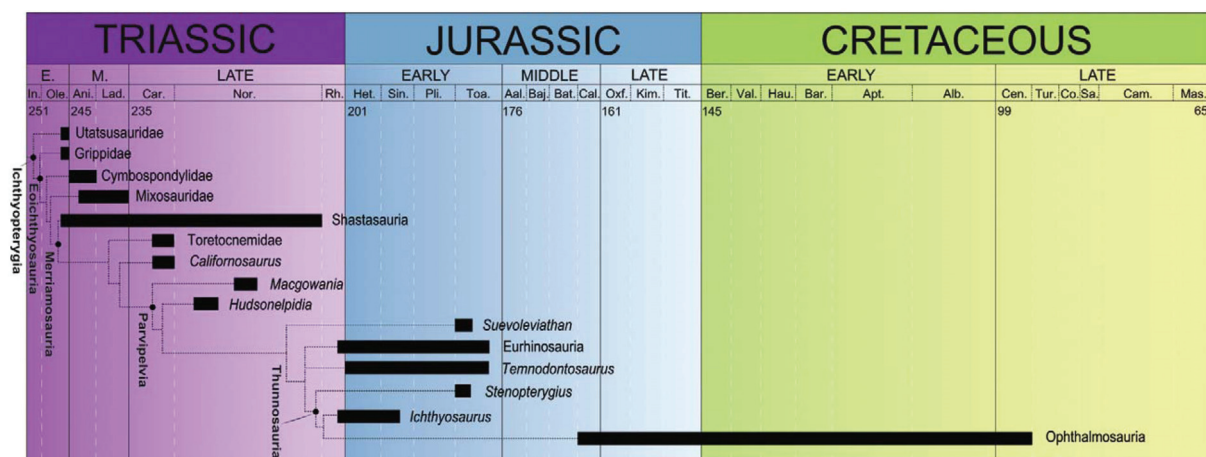 TRIASSIC JURASSIC CRETACEOUS
E. M. LATE EARLY MIDDLE LATE EARLY LATE
In. Ole. Ani. Lad. Car. Nor. Rh. Het. Sin. Pli. Toa. Aal. Baj. Bat. Cal. Oxf. Kim. Tit. Ber. Val. Hau. Bar. Apt. Alb. Cen. Tur. Co. Sa. Cam. Mas.
251 245 235 201 176 161 145 99 65
Utatsusauridae
Grippidae
Cymbospondylidae
Mixosauridae
Shastasauria
Toretocnemidae
Californosaurus
Macgowania
Hudsonelpidia
Suevoleviathan
Eurhinosauria
Temnodontosaurus
Stenopterygius
Ichthyosaurus
Ophthalmosauria
Ichthyopterygia
Eoichthyosauria
Merriamosauria
Parvipelvia
Thunnosauria